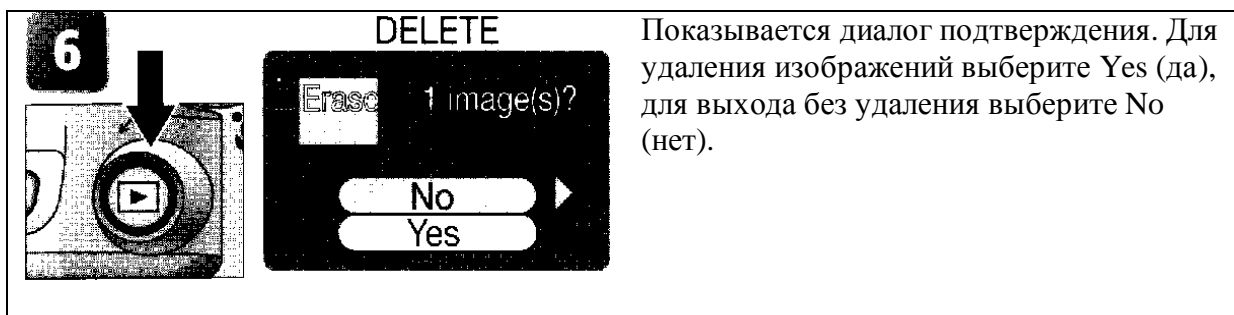 6
DELETE
Erase 1 image(s)?
No
Yes
Показывается диалог подтверждения. Для
удаления изображений выберите Yes (да),
для выхода без удаления выберите No
(нет).